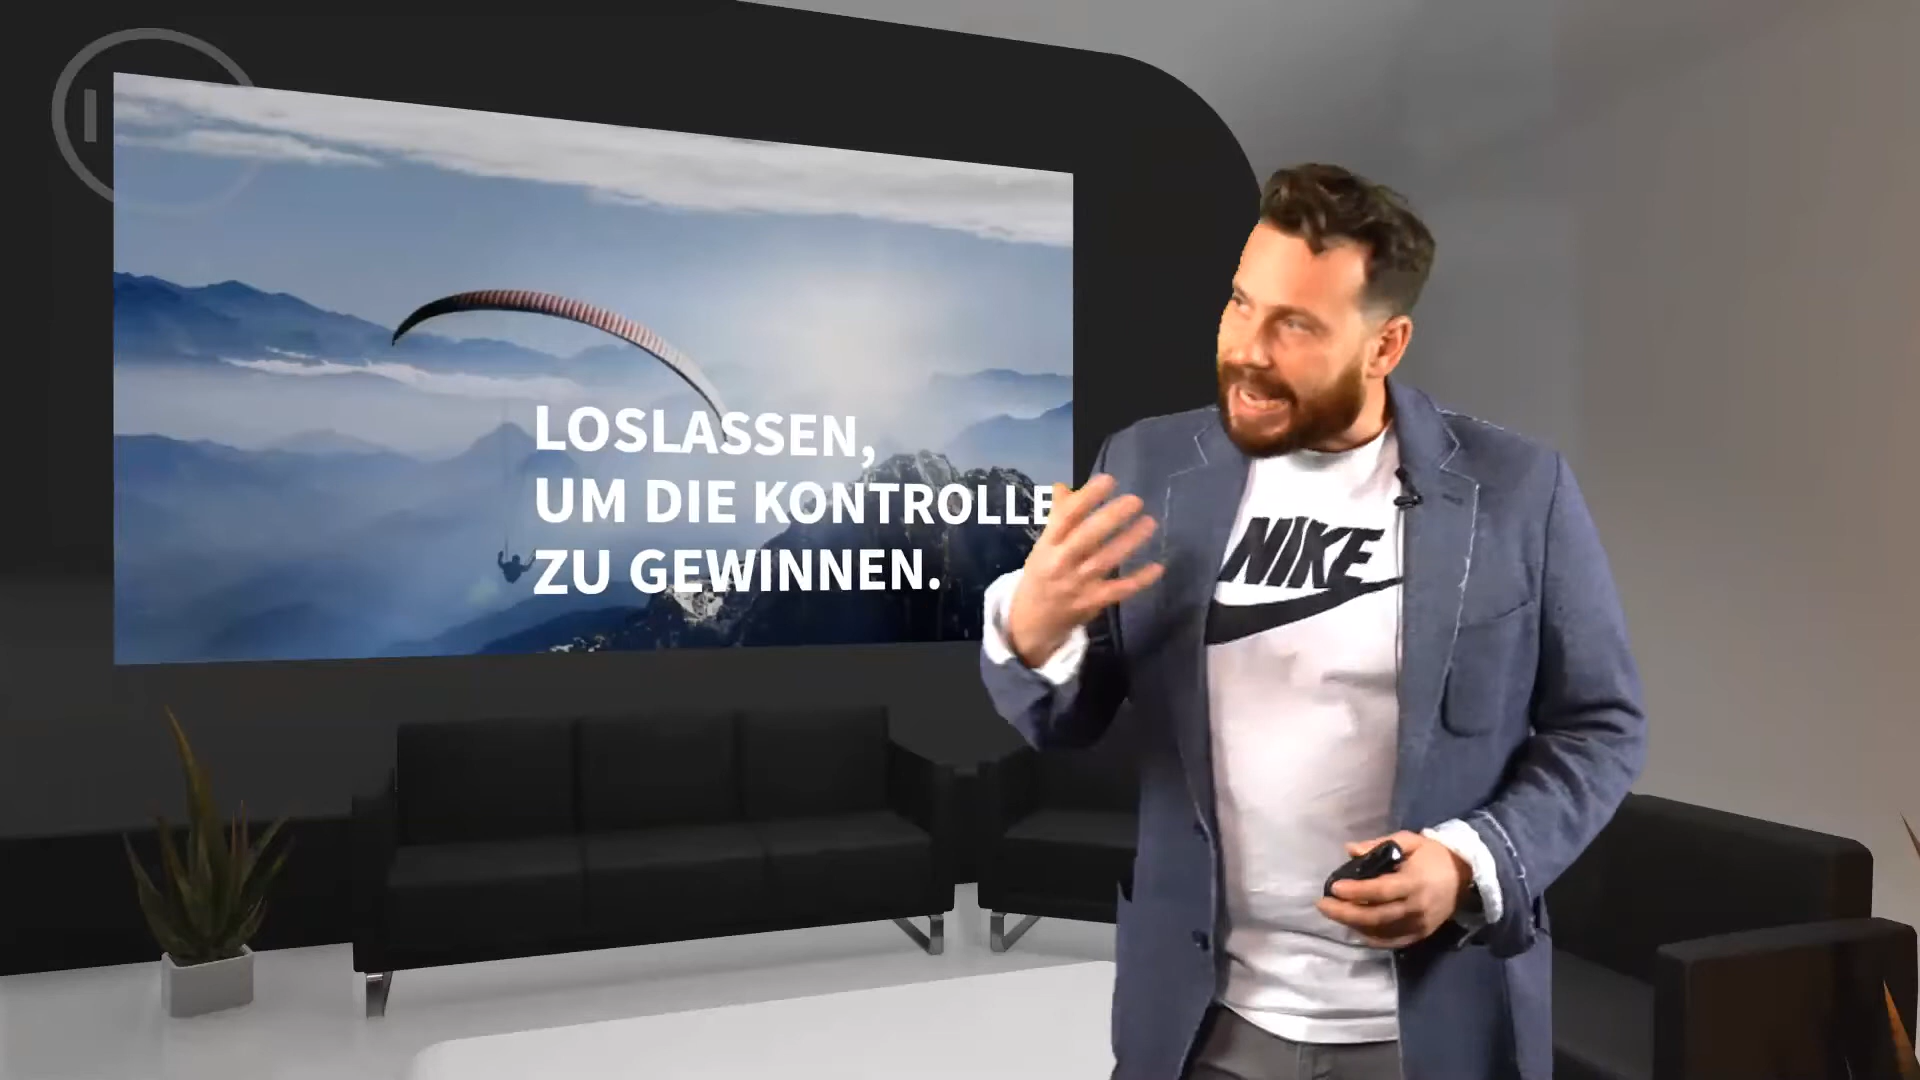 LOSLASSEN,
UM DIE KONTROLLE
ZU GEWINNEN.
NIKE